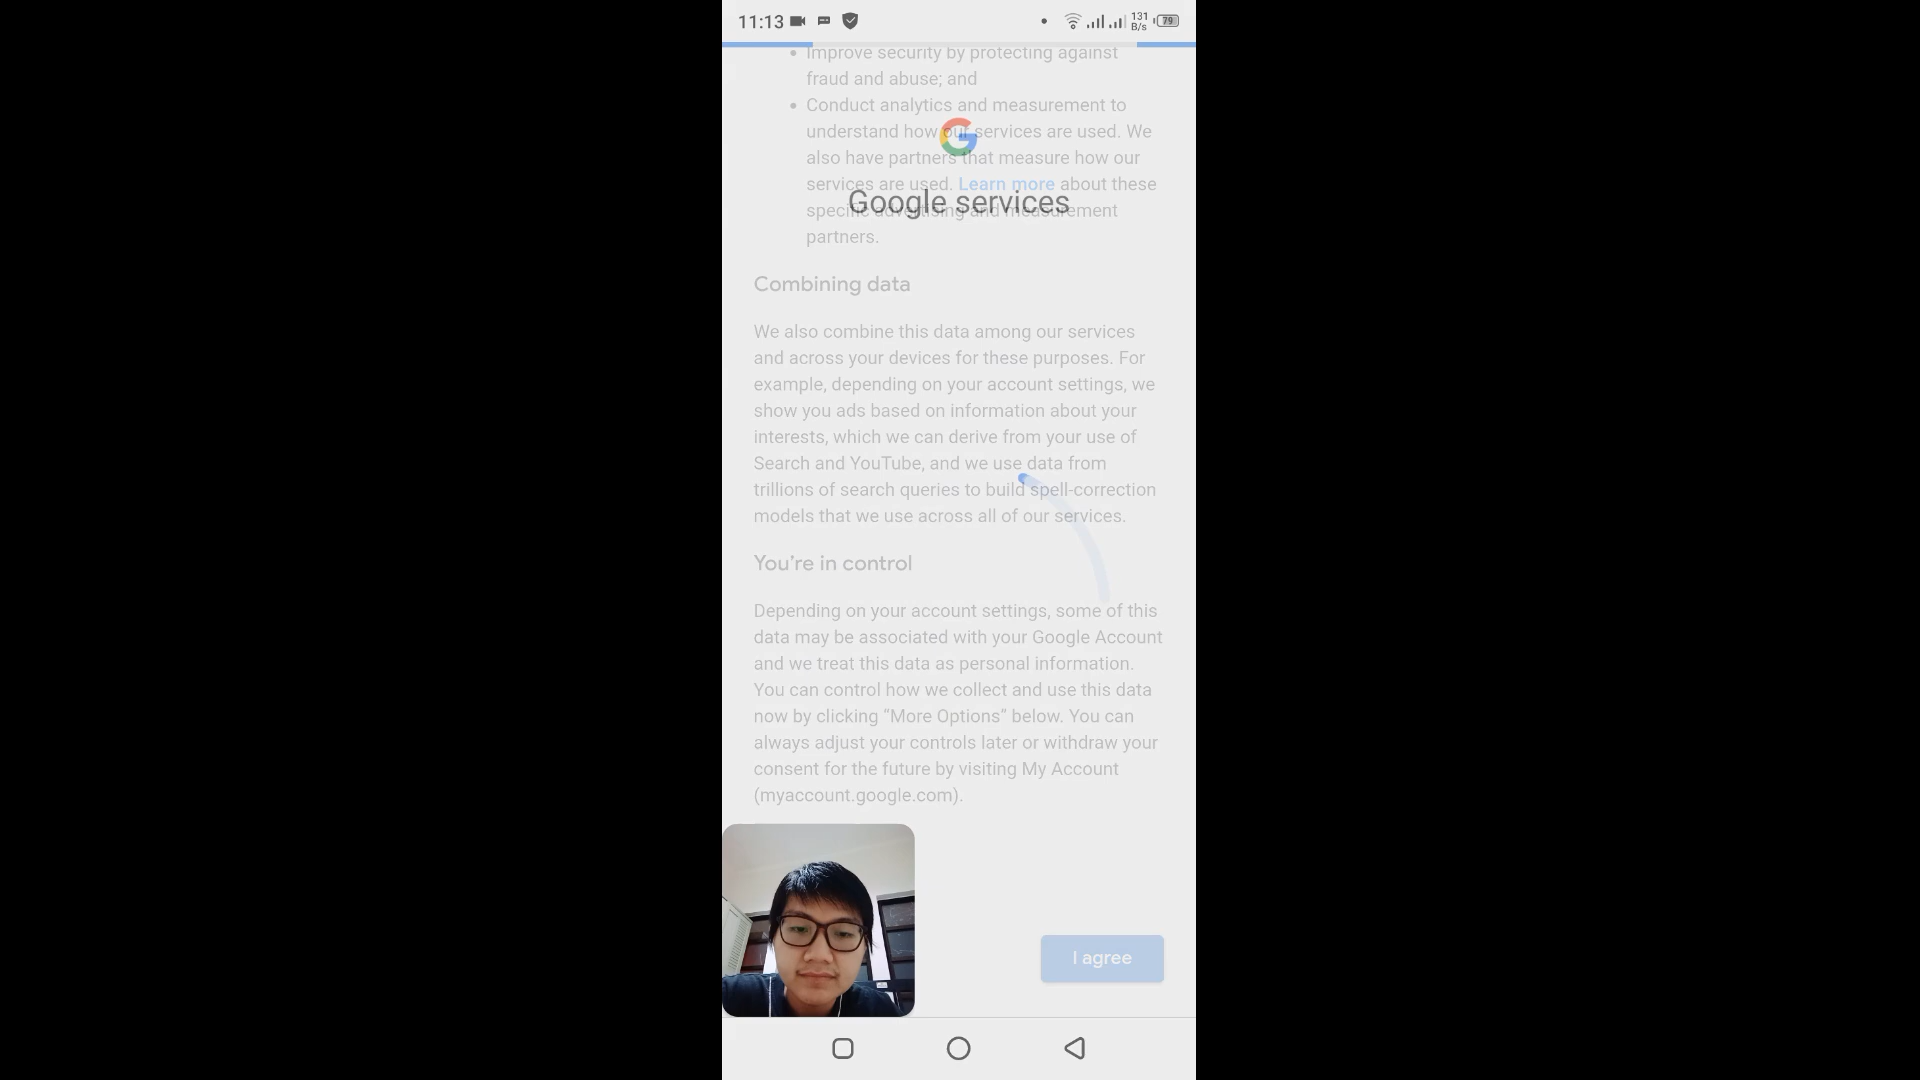 11:13
131
B/s
79
Improve security by protecting against
fraud and abuse; and
Conduct analytics and measurement to
understand how our services are used. We
also have partners that measure how our
services are used. Learn more about these
Google services
specific advertising and measurement
partners.
Combining data
We also combine this data among our services
and across your devices for these purposes. For
example, depending on your account settings, we
show you ads based on information about your
interests, which we can derive from your use of
Search and YouTube, and we use data from
trillions of search queries to build spell-correction
models that we use across all of our services.
You’re in control
Depending on your account settings, some of this
data may be associated with your Google Account
and we treat this data as personal information.
You can control how we collect and use this data
now by clicking “More Options” below. You can
always adjust your controls later or withdraw your
consent for the future by visiting My Account
(myaccount.google.com).
I agree